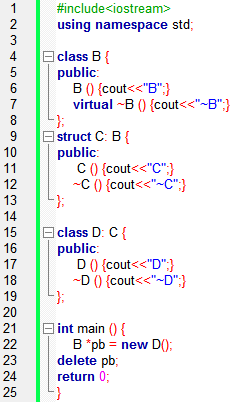 1 #include<iostream>
2 using namespace std;
3
4 class B {
5 public:
6 B () {cout<<"B";}
7 virtual ~B () {cout<<"~B";}
8 };
9 struct C: B {
10 public:
11 C () {cout<<"C";}
12 ~C () {cout<<"~C";}
13 };
14
15 class D: C {
16 public:
17 D () {cout<<"D";}
18 ~D () {cout<<"~D";}
19 };
20
21 int main () {
22 B *pb = new D();
23 delete pb;
24 return 0;
25 }